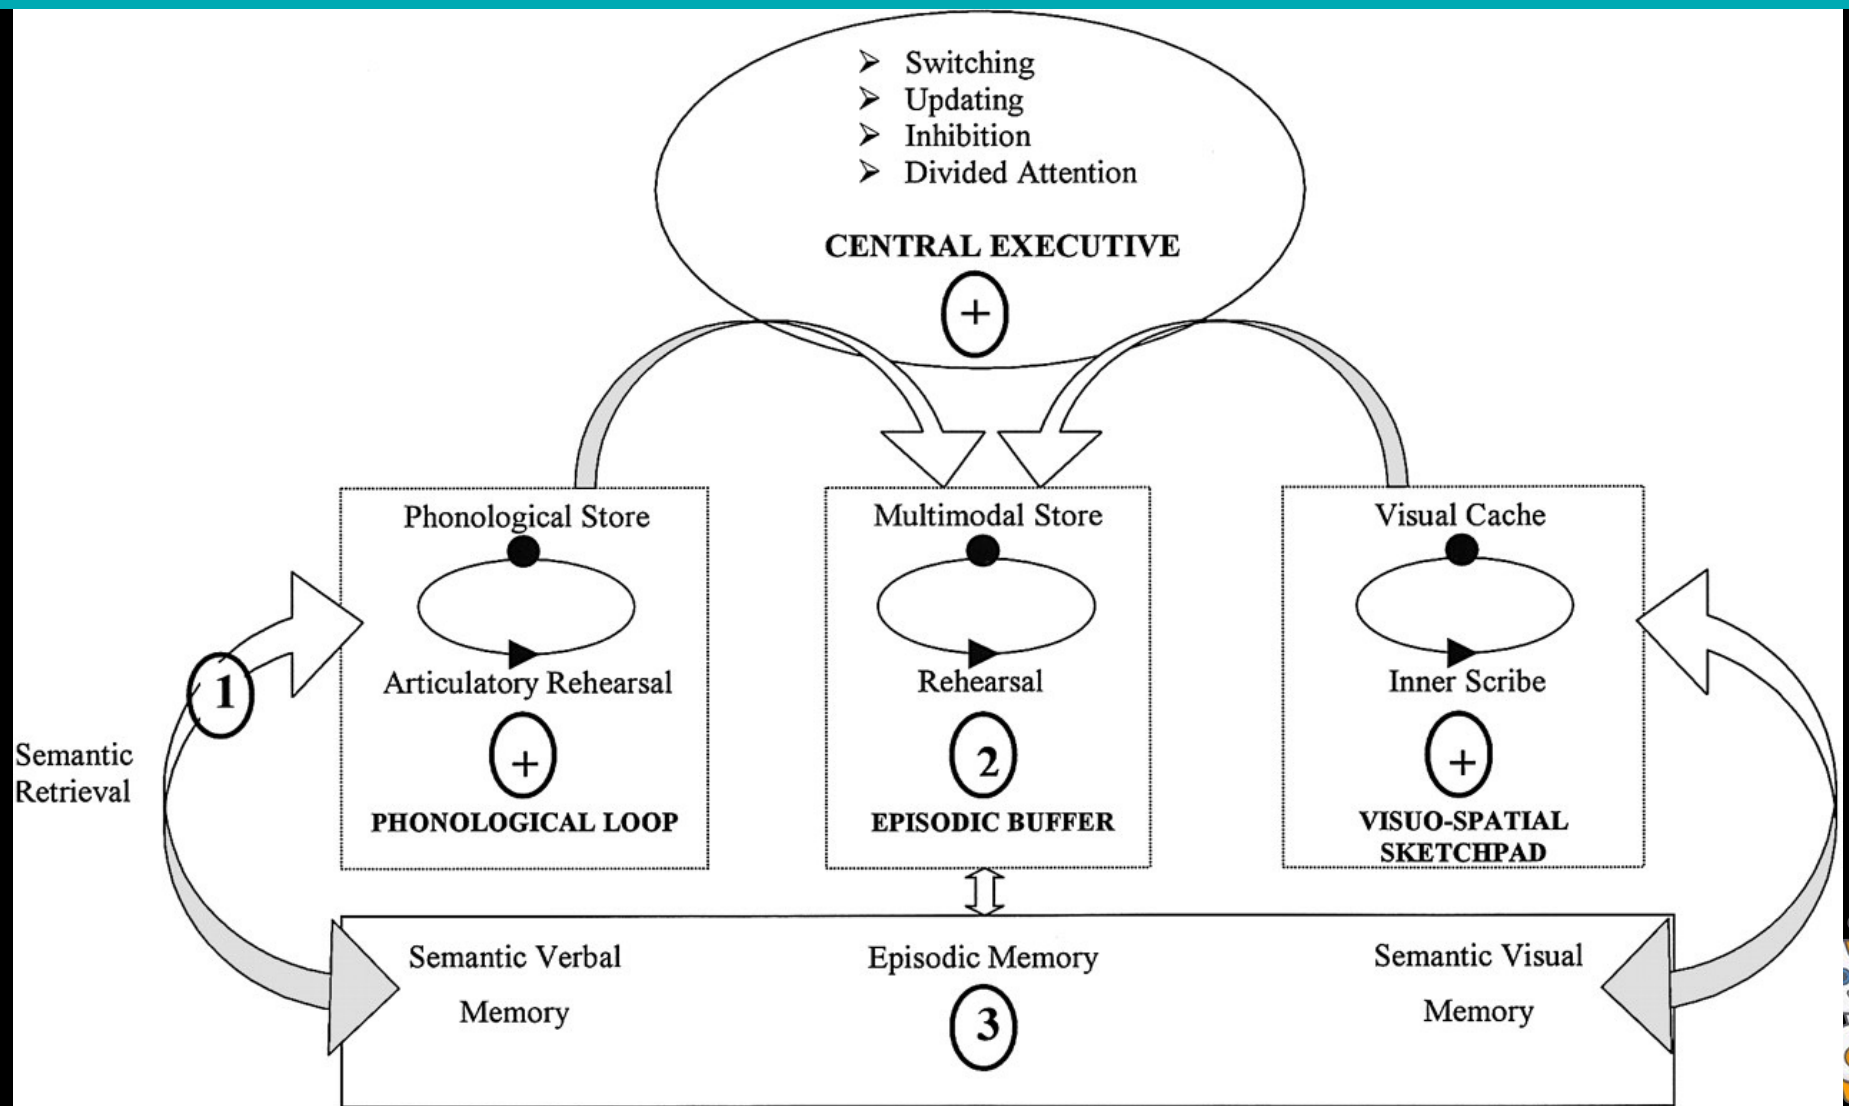 ➢ Switching
➢ Updating
➢ Inhibition
➢ Divided Attention
CENTRAL EXECUTIVE
+
Phonological Store
Articulatory Rehearsal
+
PHONOLOGICAL LOOP
Multimodal Store
Rehearsal
2
EPISODIC BUFFER
Visual Cache
Inner Scribe
+
VISUO-SPATIAL
SKETCHPAD
1
Semantic
Retrieval
Semantic Verbal
Memory
Episodic Memory
3
Semantic Visual
Memory